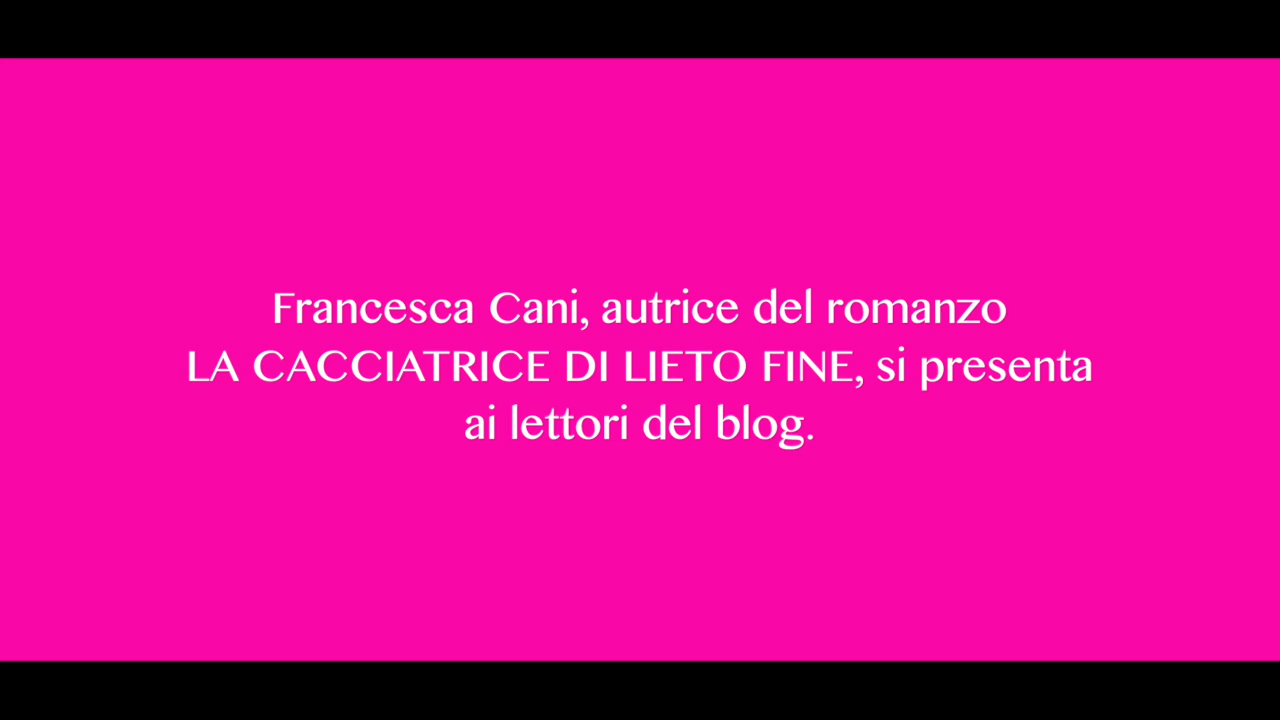 Francesca Cani, autrice del romanzo
LA CACCIATRICE DI LIETO FINE, si presenta
ai lettori del blog.